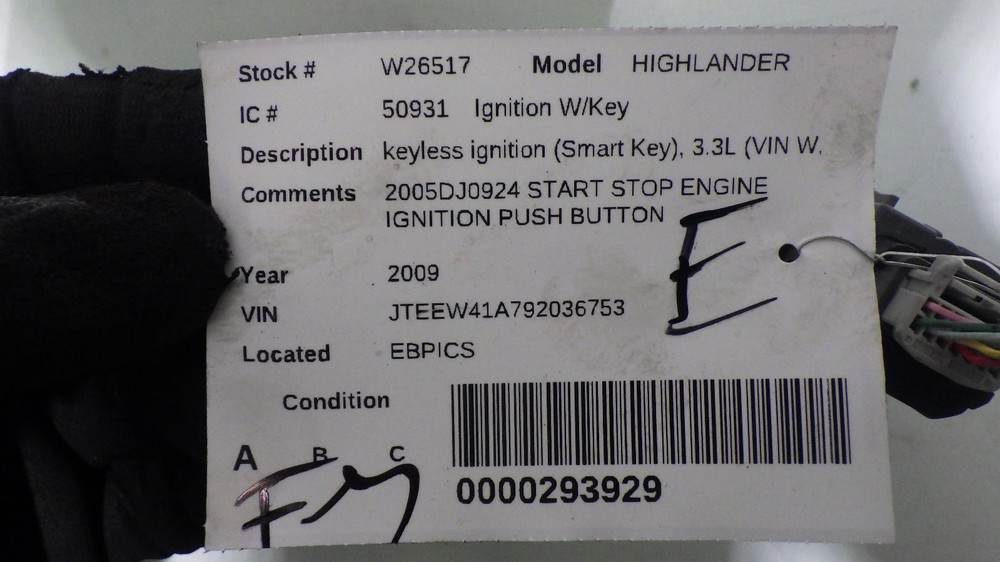 Stock # W26517 Model HIGHLANDER
IC # 50931 Ignition W/Key
Description keyless ignition (Smart Key), 3.3L (VIN W,
Comments 2005DJ0924 START STOP ENGINE
IGNITION PUSH BUTTON
E
Year 2009
VIN JTEEW41A792036753
Located EBPICS
Condition
A B C
0000293929